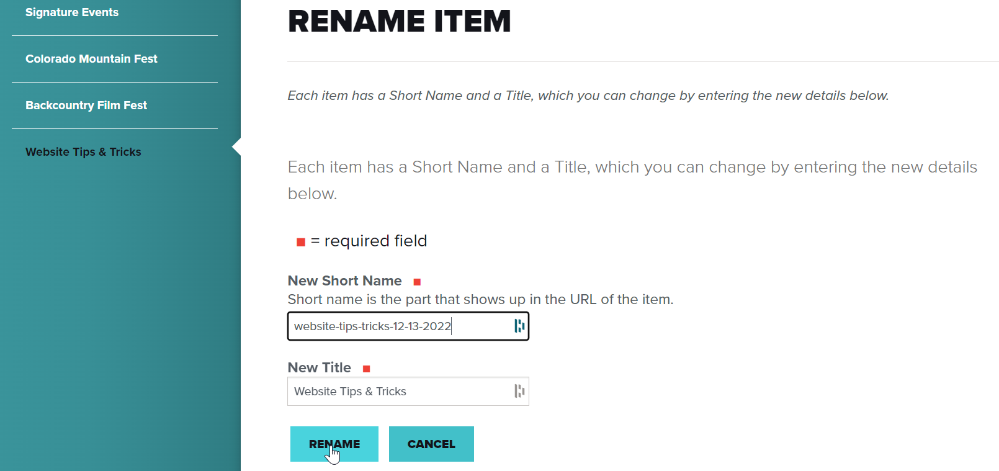 Signature Events
Colorado Mountain Fest
Backcountry Film Fest
Website Tips & Tricks
RENAME ITEM
Each item has a Short Name and a Title, which you can change by entering the new details below.
Each item has a Short Name and a Title, which you can change by entering the new details
below.
= required field
New Short Name
Short name is the part that shows up in the URL of the item.
website-tips-tricks-12-13-2022
New Title
Website Tips & Tricks
RENAME
CANCEL